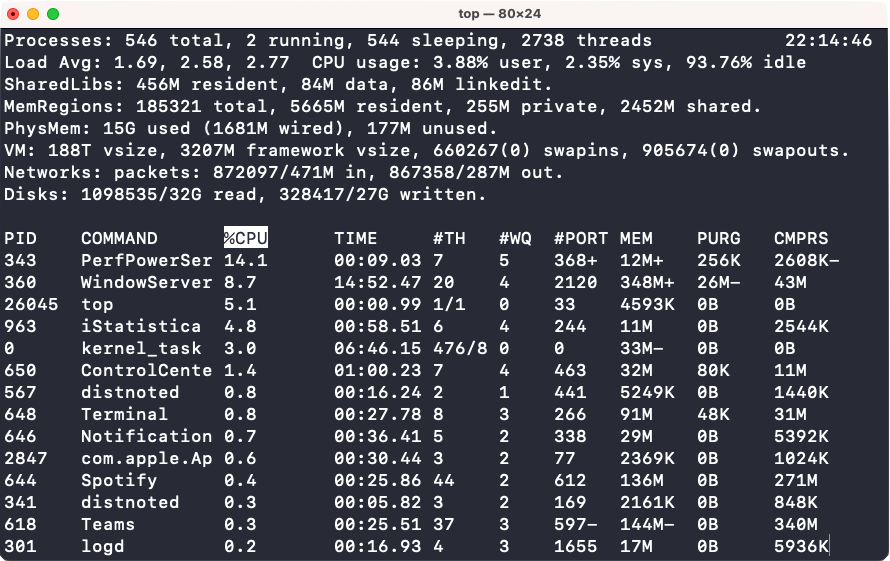 top — 80×24
Processes: 546 total, 2 running, 544 sleeping, 2738 threads 22:14:46
Load Avg: 1.69, 2.58, 2.77 CPU usage: 3.88% user, 2.35% sys, 93.76% idle
SharedLibs: 456M resident, 84M data, 86M linkedit.
MemRegions: 185321 total, 5665M resident, 255M private, 2452M shared.
PhysMem: 15G used (1681M wired), 177M unused.
VM: 188T vsize, 3207M framework vsize, 660267(0) swapins, 905674(0) swapouts.
Networks: packets: 872097/471M in, 867358/287M out.
Disks: 1098535/32G read, 328417/27G written.
PID COMMAND %CPU TIME #TH #WQ #PORT MEM PURG CMPRS
343 PerfPowerSer 14.1 00:09.03 7 5 368+ 12M+ 256K 2608K-
360 WindowServer 8.7 14:52.47 20 4 2120 348M+ 26M- 43M
26045 top 5.1 00:00.99 1/1 0 33 4593K 0B 0B
963 iStatistica 4.8 00:58.51 6 4 244 11M 0B 2544K
0 kernel_task 3.0 06:46.15 476/8 0 0 33M- 0B 0B
650 ControlCente 1.4 01:00.23 7 4 463 32M 80K 11M
567 distnoted 0.8 00:16.24 2 1 441 5249K 0B 1440K
648 Terminal 0.8 00:27.78 8 3 266 91M 48K 31M
646 Notification 0.7 00:36.41 5 2 338 29M 0B 5392K
2847 com.apple.Ap 0.6 00:30.44 3 2 77 2369K 0B 1024K
644 Spotify 0.4 00:25.86 44 2 612 136M 0B 271M
341 distnoted 0.3 00:05.82 3 2 169 2161K 0B 848K
618 Teams 0.3 00:25.51 37 3 597- 144M- 0B 340M
301 logd 0.2 00:16.93 4 3 1655 17M 0B 5936K